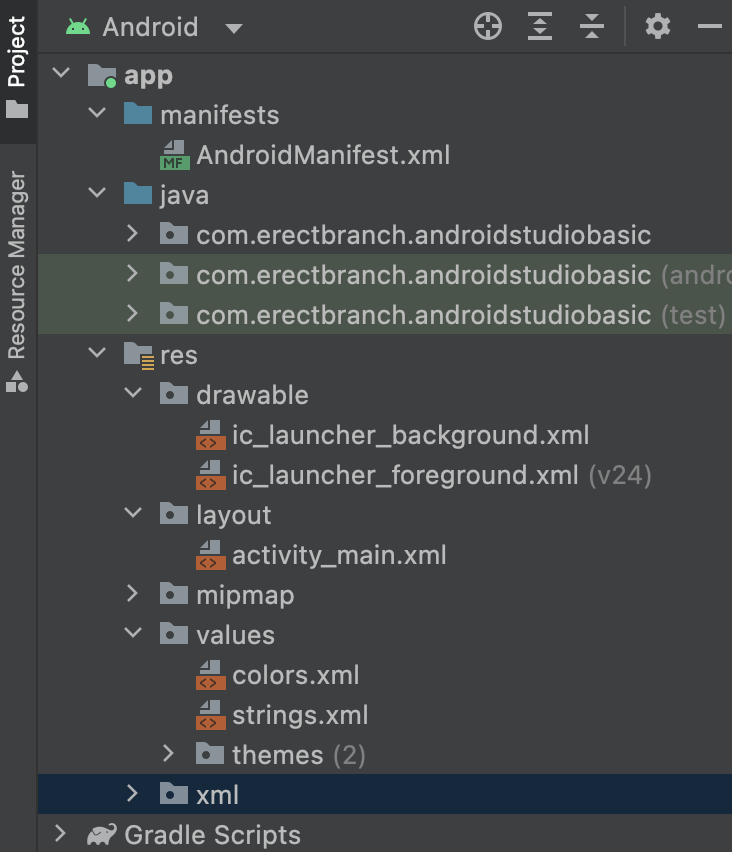 Project
Resource Manager
Android
app
manifests
AndroidManifest.xml
MF
java
com.erectbranch.androidstudiobasic
com.erectbranch.androidstudiobasic (andro
com.erectbranch.androidstudiobasic (test)
res
drawable
ic_launcher_background.xml
ic_launcher_foreground.xml (v24)
layout
activity_main.xml
mipmap
values
colors.xml
strings.xml
themes (2)
xml
Gradle Scripts